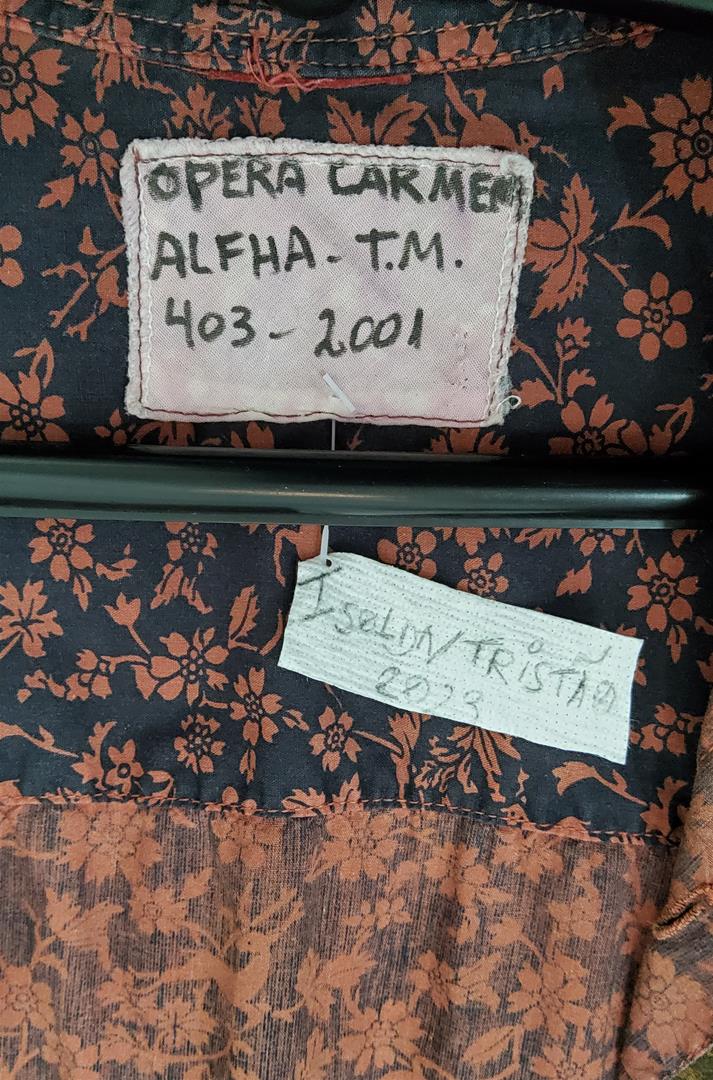 OPERA CARMEN
ALFHA - T.M.
403 - 2001
ISOLDA/TRISTÃO
2023